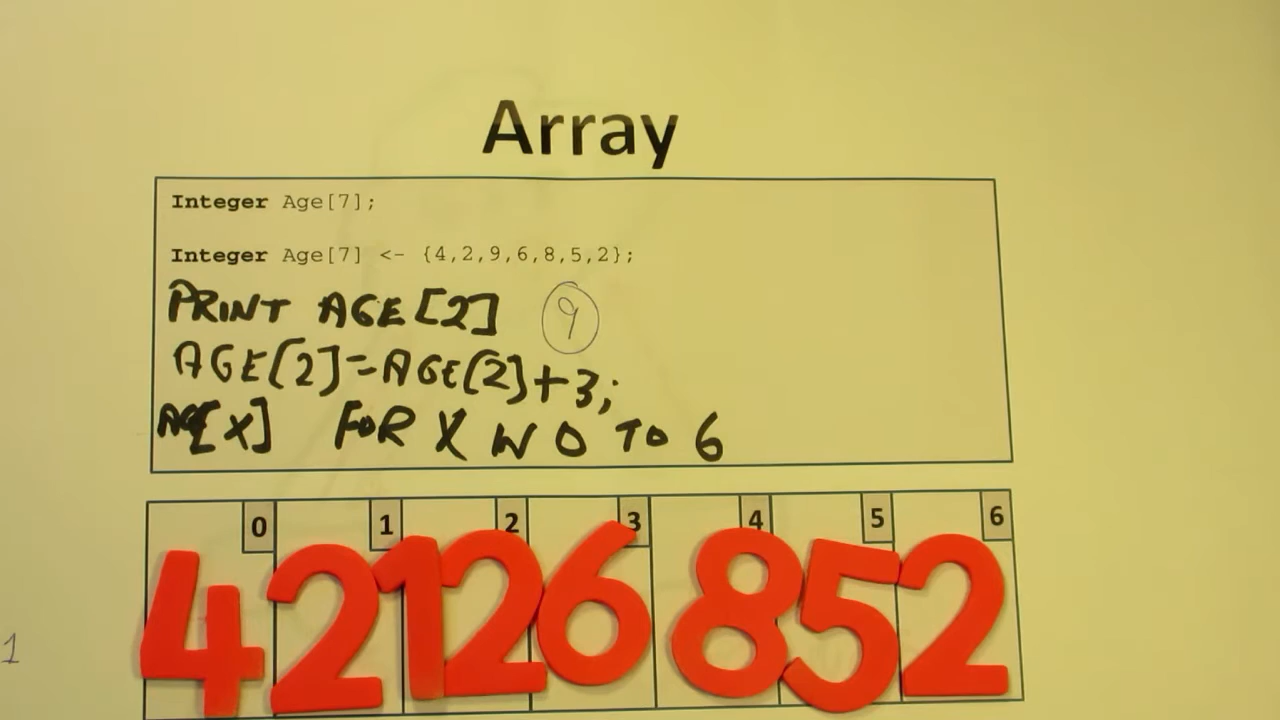 Array
Integer Age[7];
Integer Age[7] <- {4,2,9,6,8,5,2};
PRINT AGE[2] 9
AGE[2]=AGE[2]+3;
AGE[X] FOR X IN 0 TO 6
0 1 2 3 4 5 6
4 2 12 6 8 5 2
1